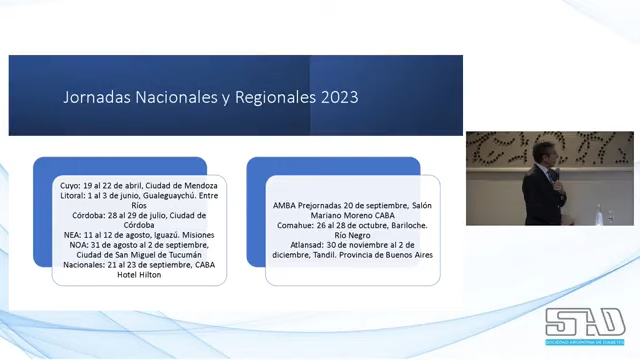 Jornadas Nacionales y Regionales 2023
Cuyo: 19 al 22 de abril, Ciudad de Mendoza
Litoral: 1 al 3 de junio, Gualeguaychú. Entre
Ríos
Córdoba: 28 al 29 de julio, Ciudad de
Córdoba
NEA: 11 al 12 de agosto, Iguazú. Misiones
NOA: 31 de agosto al 2 de septiembre,
Ciudad de San Miguel de Tucumán
Nacionales: 21 al 23 de septiembre, CABA
Hotel Hilton
AMBA Prejornadas 20 de septiembre, Salón
Mariano Moreno CABA
Comahue: 26 al 28 de octubre, Bariloche.
Río Negro
Atlansad: 30 de noviembre al 2 de
diciembre, Tandil. Provincia de Buenos Aires
SAD
SOCIEDAD ARGENTINA DE DIABETES